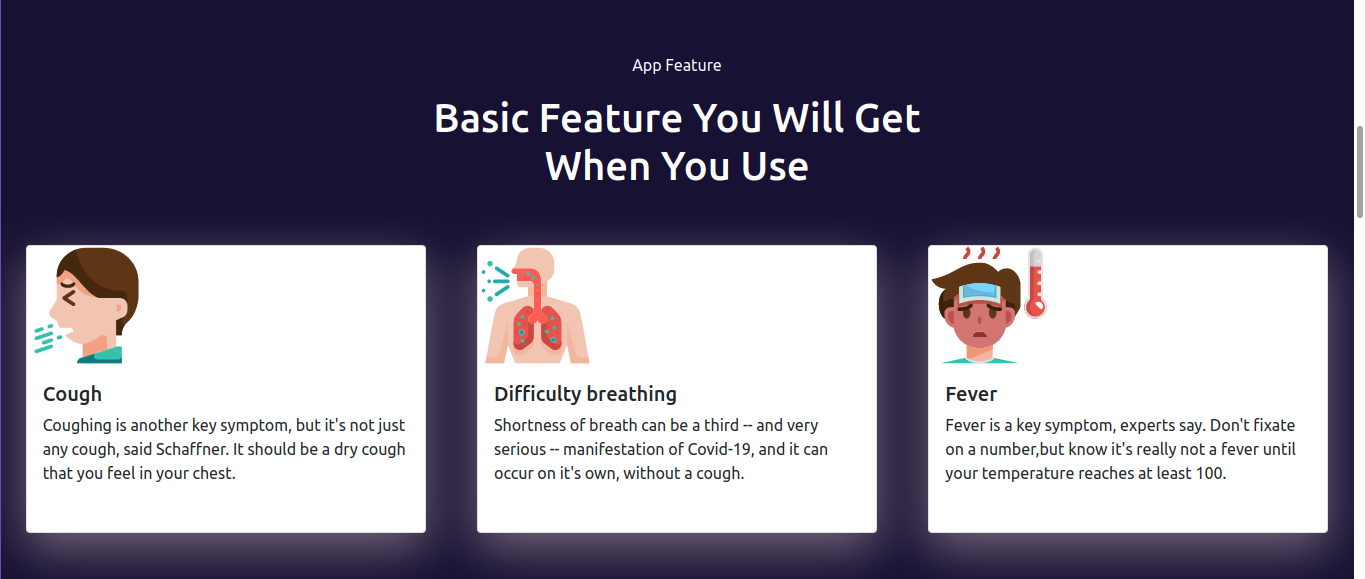 App Feature
Basic Feature You Will Get
When You Use
Cough
Coughing is another key symptom, but it's not just
any cough, said Schaffner. It should be a dry cough
that you feel in your chest.
Difficulty breathing
Shortness of breath can be a third -- and very
serious -- manifestation of Covid-19, and it can
occur on it's own, without a cough.
Fever
Fever is a key symptom, experts say. Don't fixate
on a number,but know it's really not a fever until
your temperature reaches at least 100.